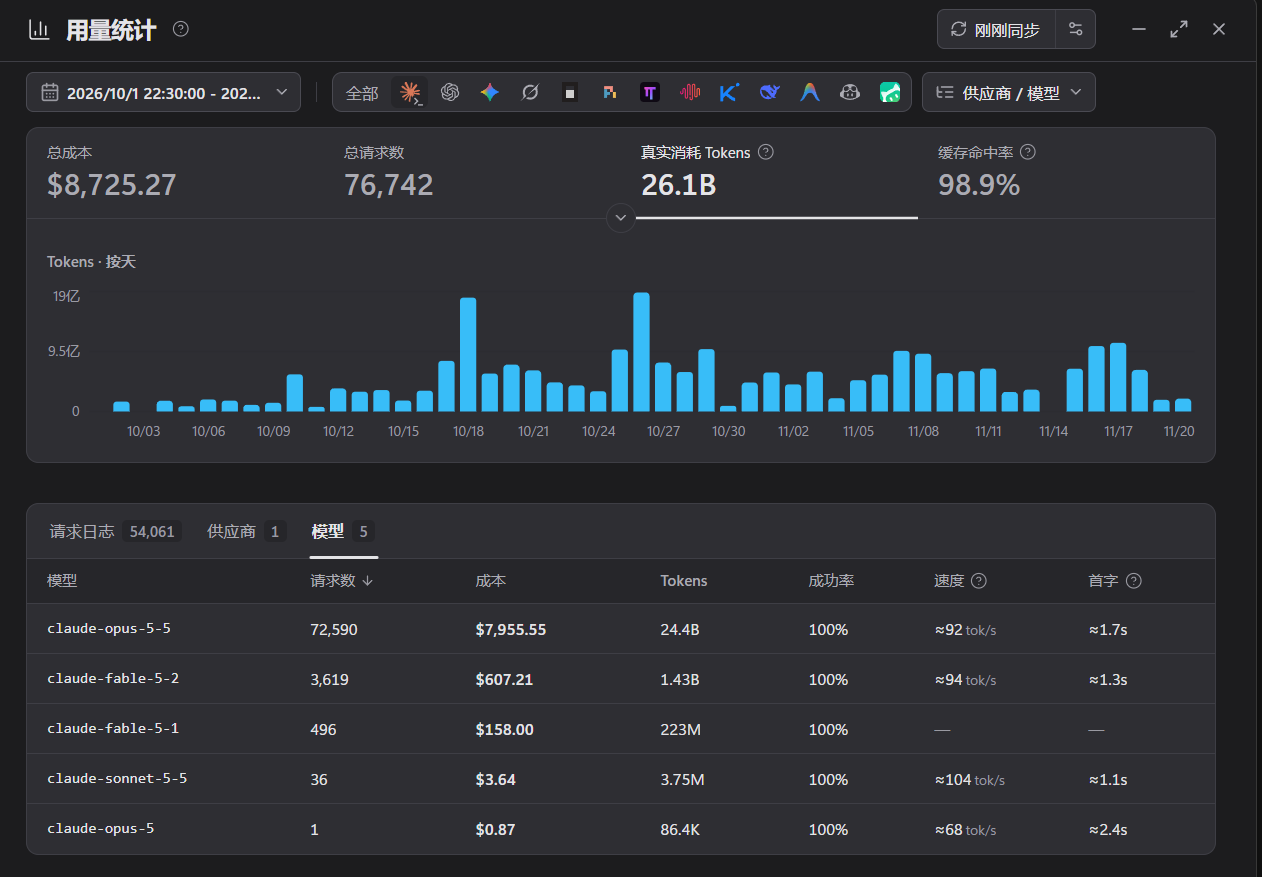 用量统计
刚刚同步
2026/10/1 22:30:00 - 202...
全部
供应商 / 模型
总成本 总请求数 真实消耗 Tokens 缓存命中率
$8,725.27 76,742 26.1B 98.9%
Tokens · 按天
19亿
9.5亿
0
10/03 10/06 10/09 10/12 10/15 10/18 10/21 10/24 10/27 10/30 11/02 11/05 11/08 11/11 11/14 11/17 11/20
请求日志 54,061 供应商 1 模型 5
模型 请求数 ↓ 成本 Tokens 成功率 速度 首字
claude-opus-5-5 72,590 $7,955.55 24.4B 100% ≈92 tok/s ≈1.7s
claude-fable-5-2 3,619 $607.21 1.43B 100% ≈94 tok/s ≈1.3s
claude-fable-5-1 496 $158.00 223M 100% — —
claude-sonnet-5-5 36 $3.64 3.75M 100% ≈104 tok/s ≈1.1s
claude-opus-5 1 $0.87 86.4K 100% ≈68 tok/s ≈2.4s